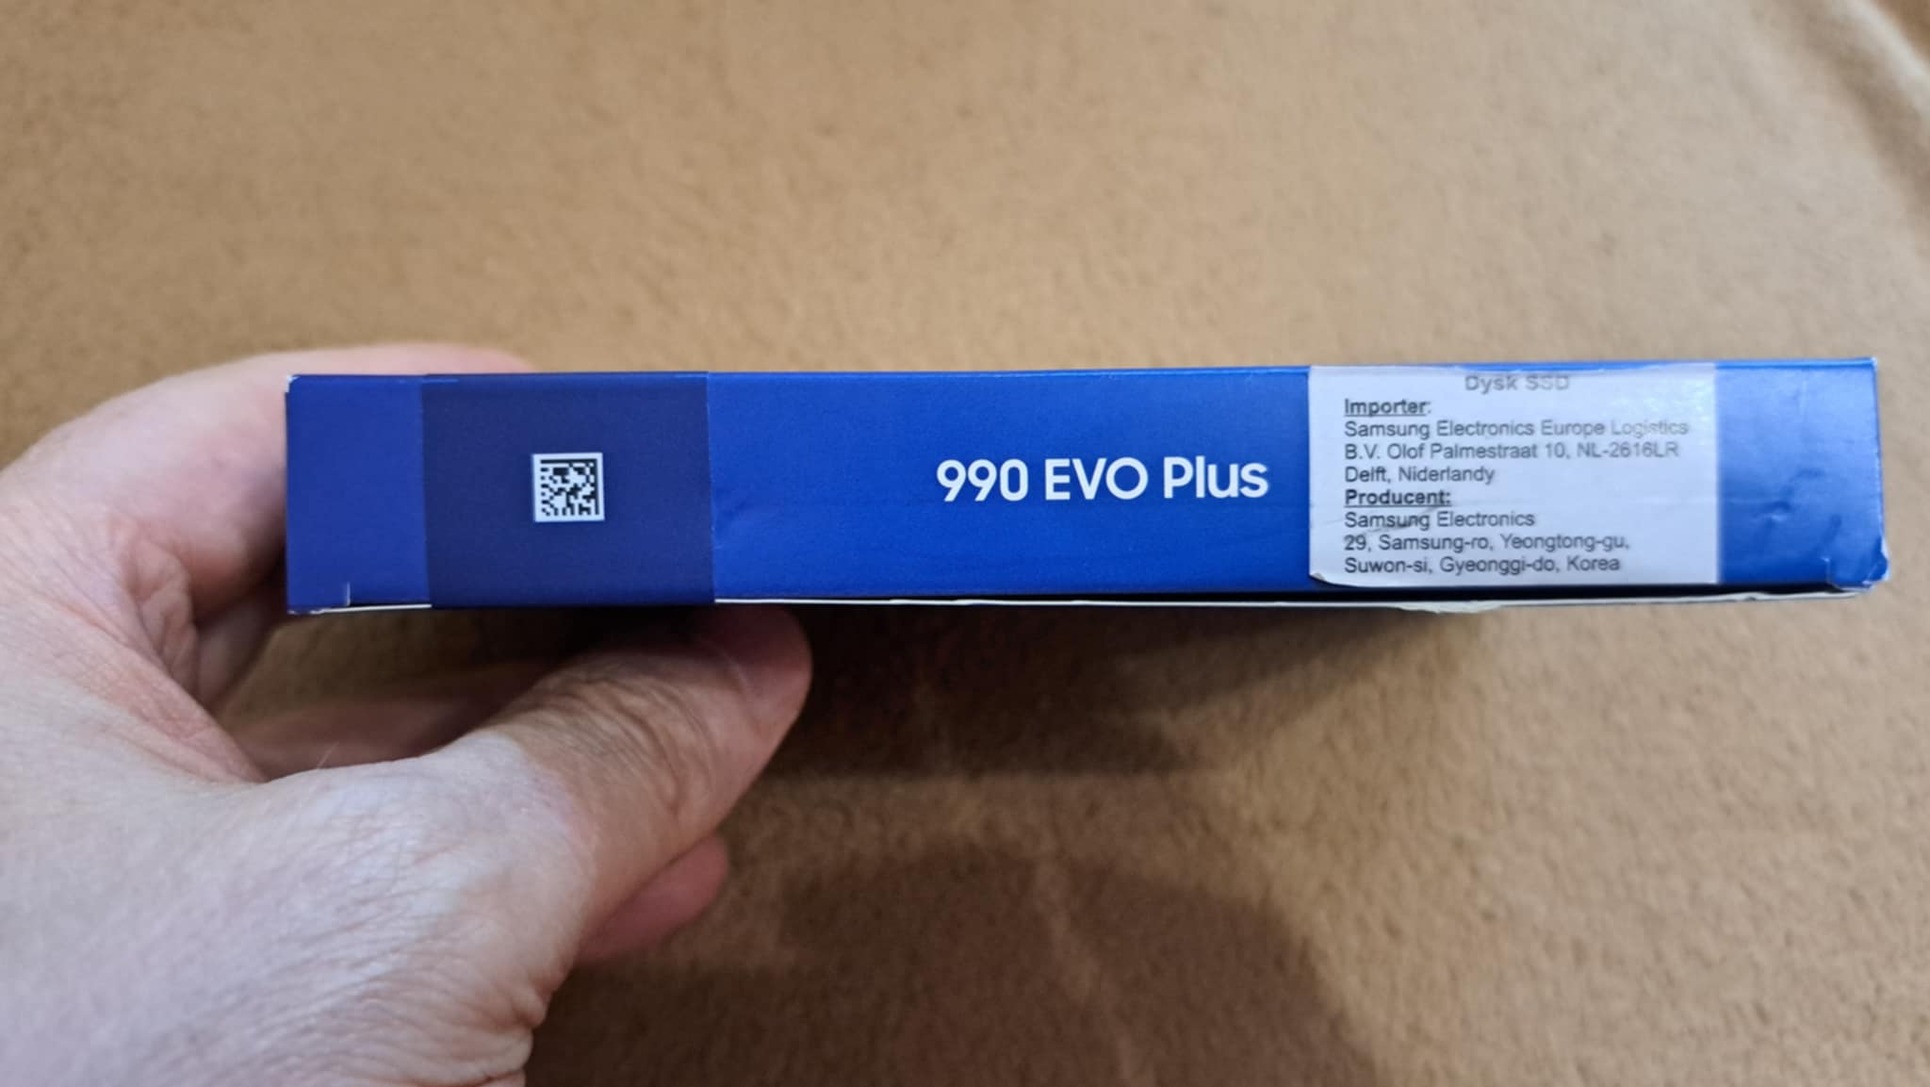 990 EVO Plus
Dysk SSD
Importer:
Samsung Electronics Europe Logistics
B.V. Olof Palmestraat 10, NL-2616LR
Delft, Niderlandy
Producent:
Samsung Electronics
29, Samsung-ro, Yeongtong-gu,
Suwon-si, Gyeonggi-do, Korea